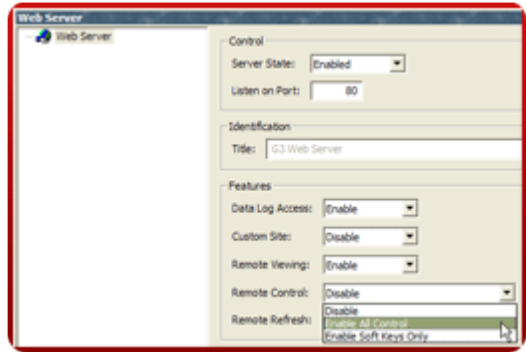 Web Server
Web Server
Control
Server State: Enabled
Listen on Port: 80
Identification
Title: G3 Web Server
Features
Data Log Access: Enable
Custom Site: Disable
Remote Viewing: Enable
Remote Control: Disable
Disable
Enable All Control
Remote Refresh:
Enable Soft Keys Only